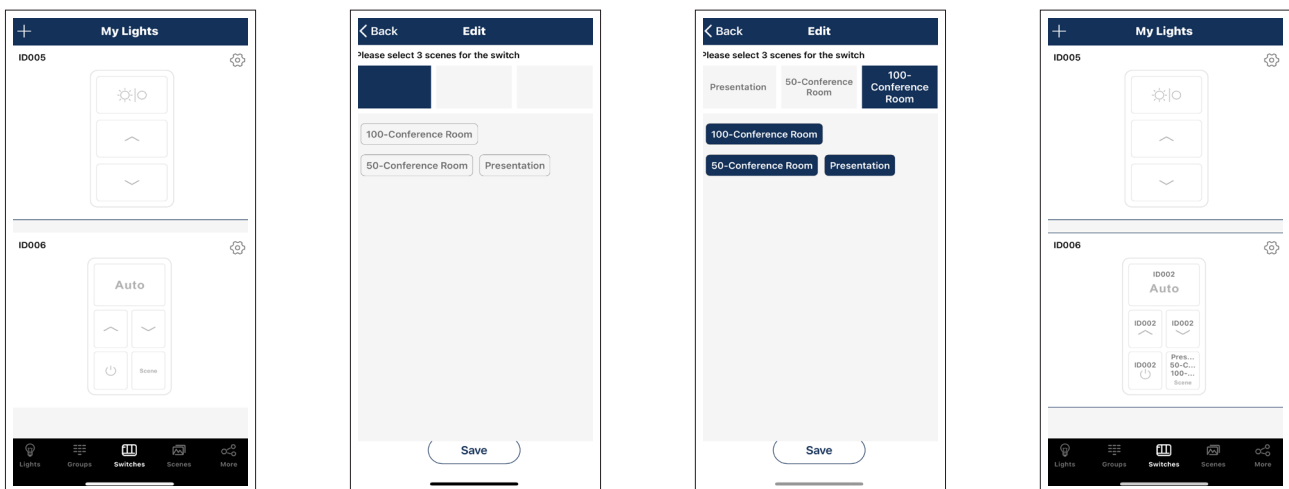 My Lights
ID005
ID006
Auto
Scene
Lights Groups Switches Scenes More
Back Edit
Please select 3 scenes for the switch
100-Conference Room
50-Conference Room Presentation
Save
Back Edit
Please select 3 scenes for the switch
Presentation
50-Conference
Room
100-
Conference
Room
100-Conference Room
50-Conference Room Presentation
Save
My Lights
ID005
ID006
ID002
Auto
ID002 ID002
ID002
Pres...
50-C...
100-...
Scene
Lights Groups Switches Scenes More